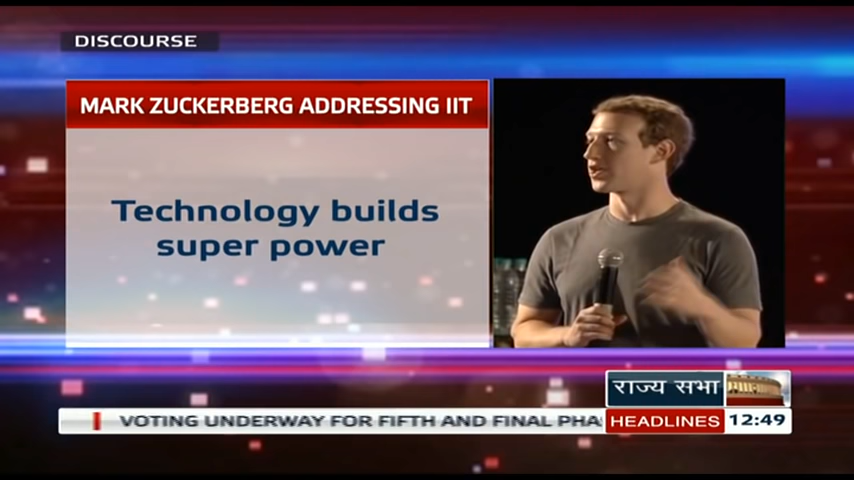 DISCOURSE
MARK ZUCKERBERG ADDRESSING IIT
Technology builds
super power
राज्य सभा
VOTING UNDERWAY FOR FIFTH AND FINAL PHA
HEADLINES
12:49